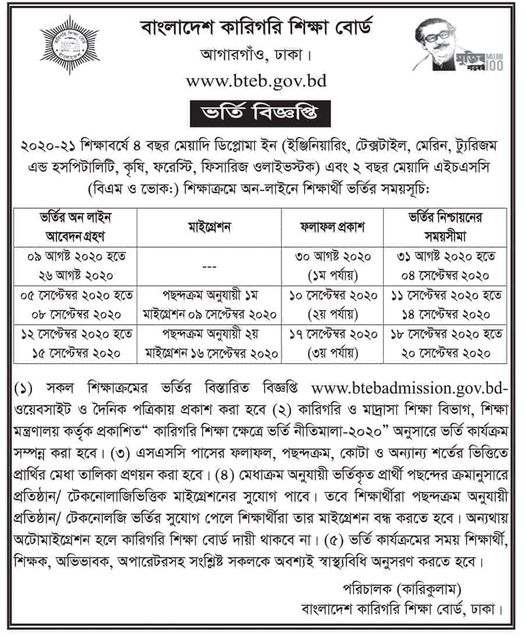 বাংলাদেশ কারিগরি শিক্ষা বোর্ড
আগারগাঁও, ঢাকা।
www.bteb.gov.bd
মুজিব শতবর্ষ MUJIB 100
ভর্তি বিজ্ঞপ্তি
২০২০-২১ শিক্ষাবর্ষে ৪ বছর মেয়াদি ডিপ্লোমা ইন (ইঞ্জিনিয়ারিং, টেক্সটাইল, মেরিন, ট্যুরিজম
এন্ড হসপিটালিটি, কৃষি, ফরেস্ট্রি, ফিসারিজ ওলাইভস্টক) এবং ২ বছর মেয়াদি এইচএসসি
(বিএম ও ভোক:) শিক্ষাক্রমে অন-লাইনে শিক্ষার্থী ভর্তির সময়সূচি:
ভর্তির অন লাইন আবেদন গ্রহণ মাইগ্রেশন ফলাফল প্রকাশ ভর্তির নিশ্চায়নের সময়সীমা
০৯ আগষ্ট ২০২০ হতে ২৬ আগষ্ট ২০২০ --- ৩০ আগষ্ট ২০২০ (১ম পর্যায়) ৩১ আগষ্ট ২০২০ হতে ০৪ সেপ্টেম্বর ২০২০
০৫ সেপ্টেম্বর ২০২০ হতে ০৮ সেপ্টেম্বর ২০২০ পছন্দক্রম অনুযায়ী ১ম মাইগ্রেশন ০৯ সেপ্টেম্বর ২০২০ ১০ সেপ্টেম্বর ২০২০ (২য় পর্যায়) ১১ সেপ্টেম্বর ২০২০ হতে ১৪ সেপ্টেম্বর ২০২০
১২ সেপ্টেম্বর ২০২০ হতে ১৫ সেপ্টেম্বর ২০২০ পছন্দক্রম অনুযায়ী ২য় মাইগ্রেশন ১৬ সেপ্টেম্বর ২০২০ ১৭ সেপ্টেম্বর ২০২০ (৩য় পর্যায়) ১৮ সেপ্টেম্বর ২০২০ হতে ২০ সেপ্টেম্বর ২০২০
(১) সকল শিক্ষাক্রমের ভর্তির বিস্তারিত বিজ্ঞপ্তি www.btebadmission.gov.bd-
ওয়েবসাইট ও দৈনিক পত্রিকায় প্রকাশ করা হবে (২) কারিগরি ও মাদ্রাসা শিক্ষা বিভাগ, শিক্ষা
মন্ত্রণালয় কর্তৃক প্রকাশিত“ কারিগরি শিক্ষা ক্ষেত্রে ভর্তি নীতিমালা-২০২০” অনুসারে ভর্তি কার্যক্রম
সম্পন্ন করা হবে। (৩) এসএসসি পাসের ফলাফল, পছন্দক্রম, কোটা ও অন্যান্য শর্তের ভিত্তিতে
প্রার্থির মেধা তালিকা প্রণয়ন করা হবে। (৪) মেধাক্রম অনুযায়ী ভর্তিকৃত প্রার্থী পছন্দের ক্রমানুসারে
প্রতিষ্ঠান/ টেকনোলাজিভিত্তিক মাইগ্রেশনের সুযোগ পাবে। তবে শিক্ষার্থীরা পছন্দক্রম অনুযায়ী
প্রতিষ্ঠান/ টেকনোলজি ভর্তির সুযোগ পেলে শিক্ষার্থীরা তার মাইগ্রেশন বন্ধ করতে হবে। অন্যথায়
অটোমাইগ্রেশন হলে কারিগরি শিক্ষা বোর্ড দায়ী থাকবে না। (৫) ভর্তি কার্যক্রমের সময় শিক্ষার্থী,
শিক্ষক, অভিভাবক, অপারেটরসহ সংশ্লিষ্ট সকলকে অবশ্যই স্বাস্থ্যবিধি অনুসরণ করতে হবে।
পরিচালক (কারিকুলাম)
বাংলাদেশ কারিগরি শিক্ষা বোর্ড, ঢাকা।